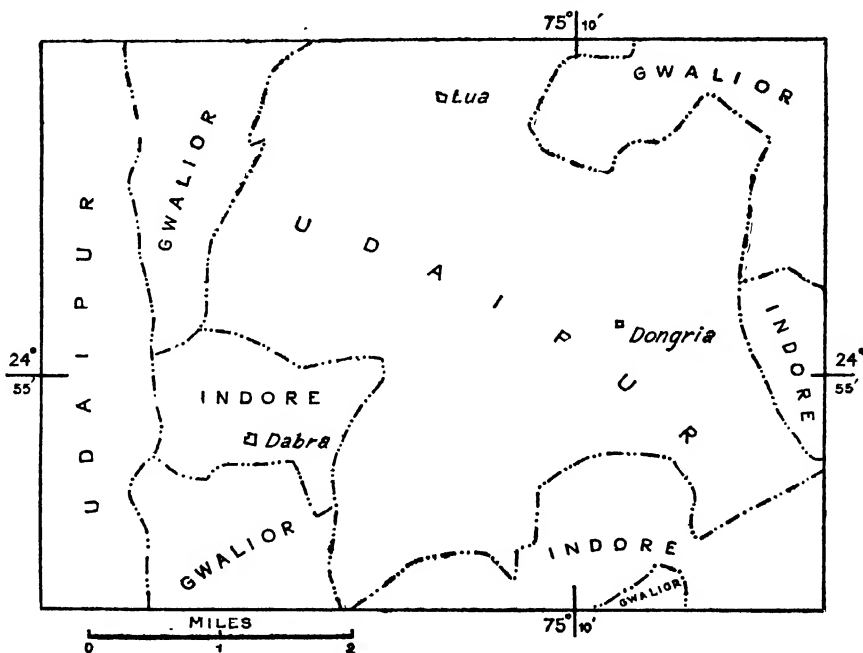 75° 10'
GWALIOR
Lua
GWALIOR
UDAIPUR
UDAIPUR
Dongria
INDORE
24° 55'
24° 55'
INDORE
Dabra
GWALIOR
INDORE
GWALIOR
75° 10'
MILES
0 1 2